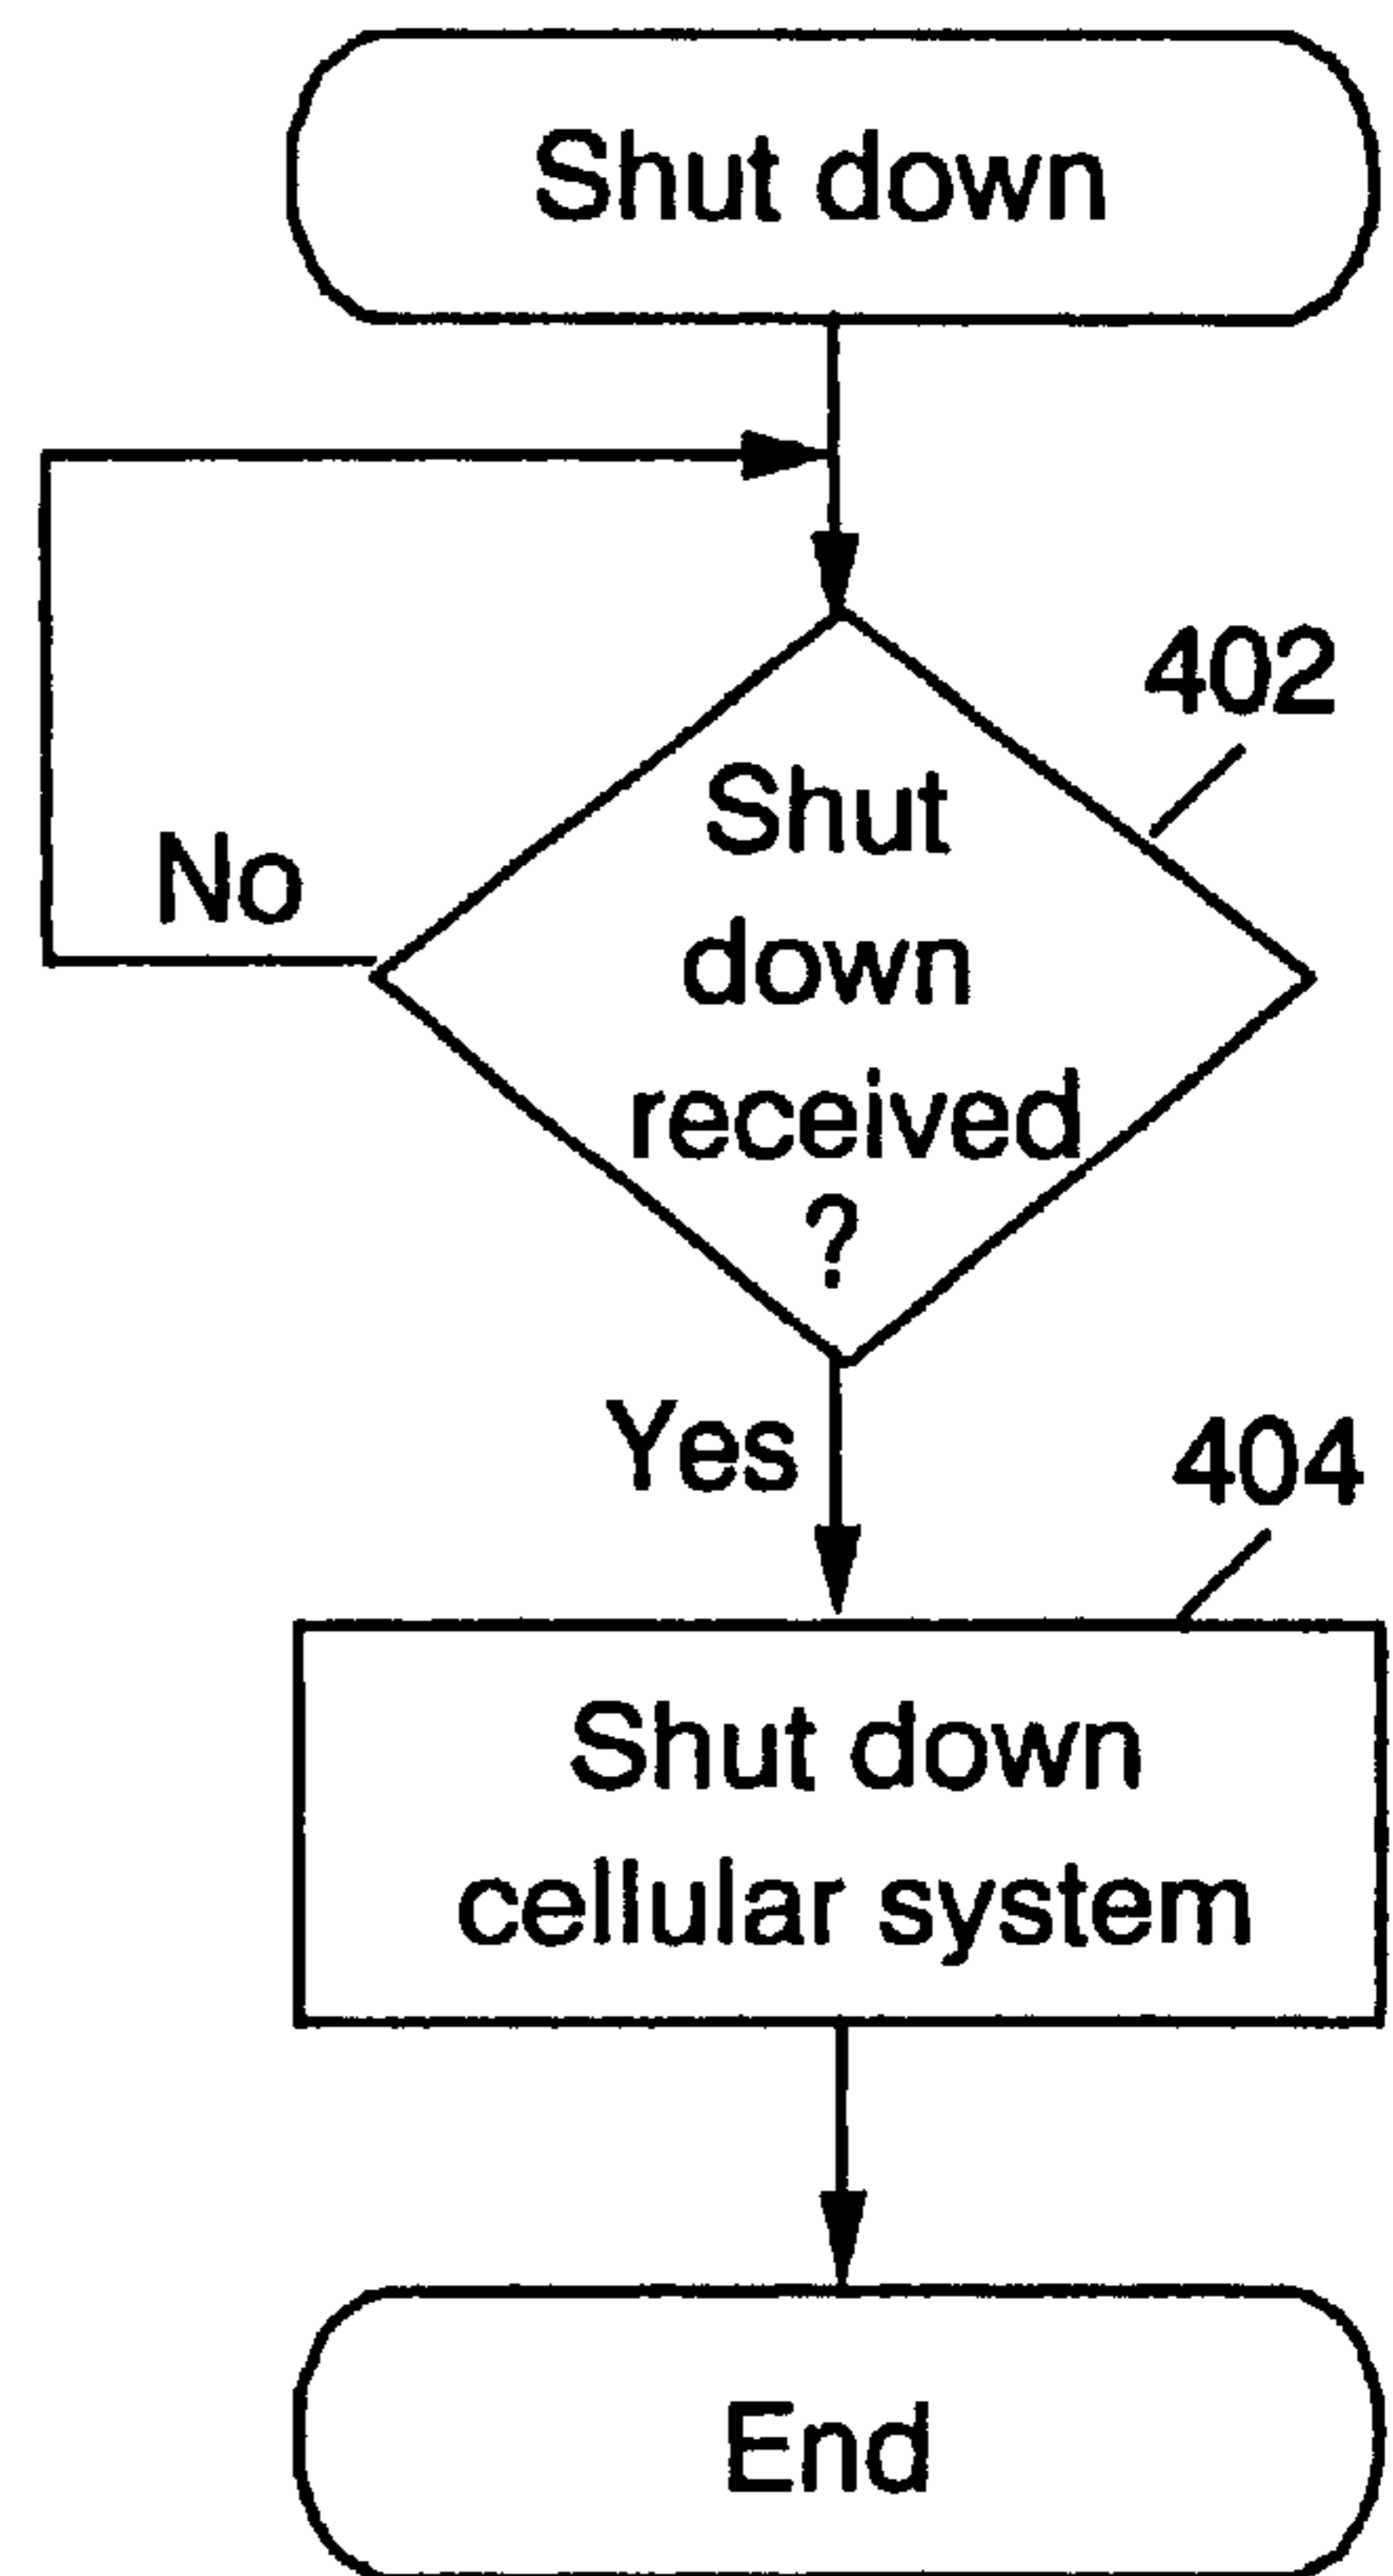 Shut down
402
Shut
down
received
?
No
Yes
404
Shut down
cellular system
End